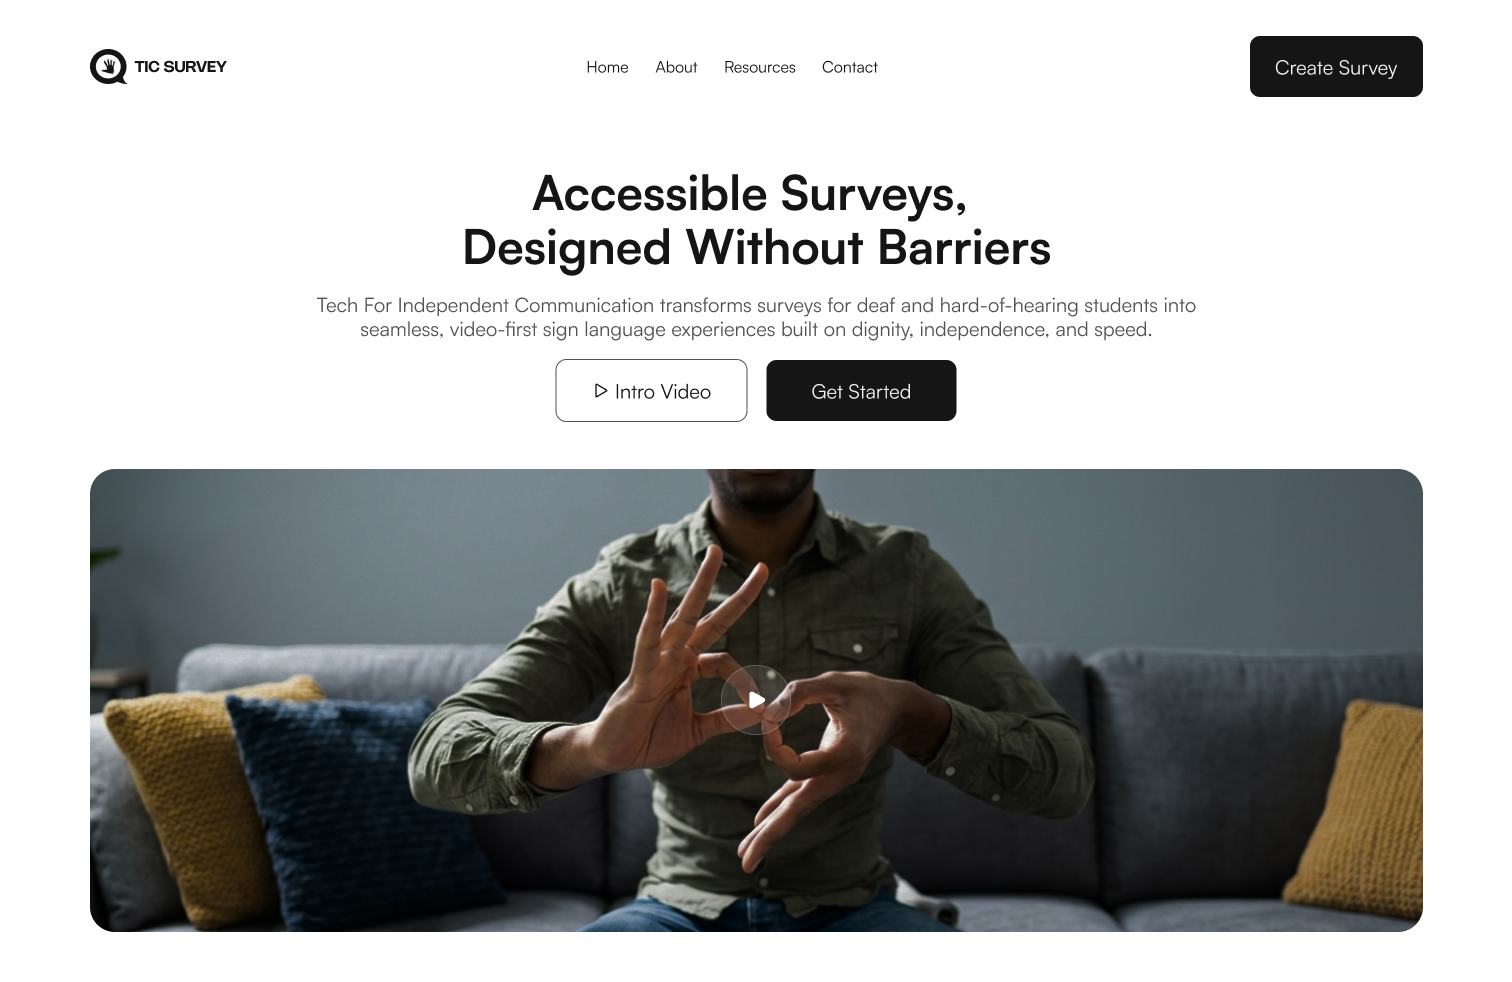 TIC SURVEY
Home
About
Resources
Contact
Create Survey
Accessible Surveys,
Designed Without Barriers
Tech For Independent Communication transforms surveys for deaf and hard-of-hearing students into
seamless, video-first sign language experiences built on dignity, independence, and speed.
Intro Video
Get Started